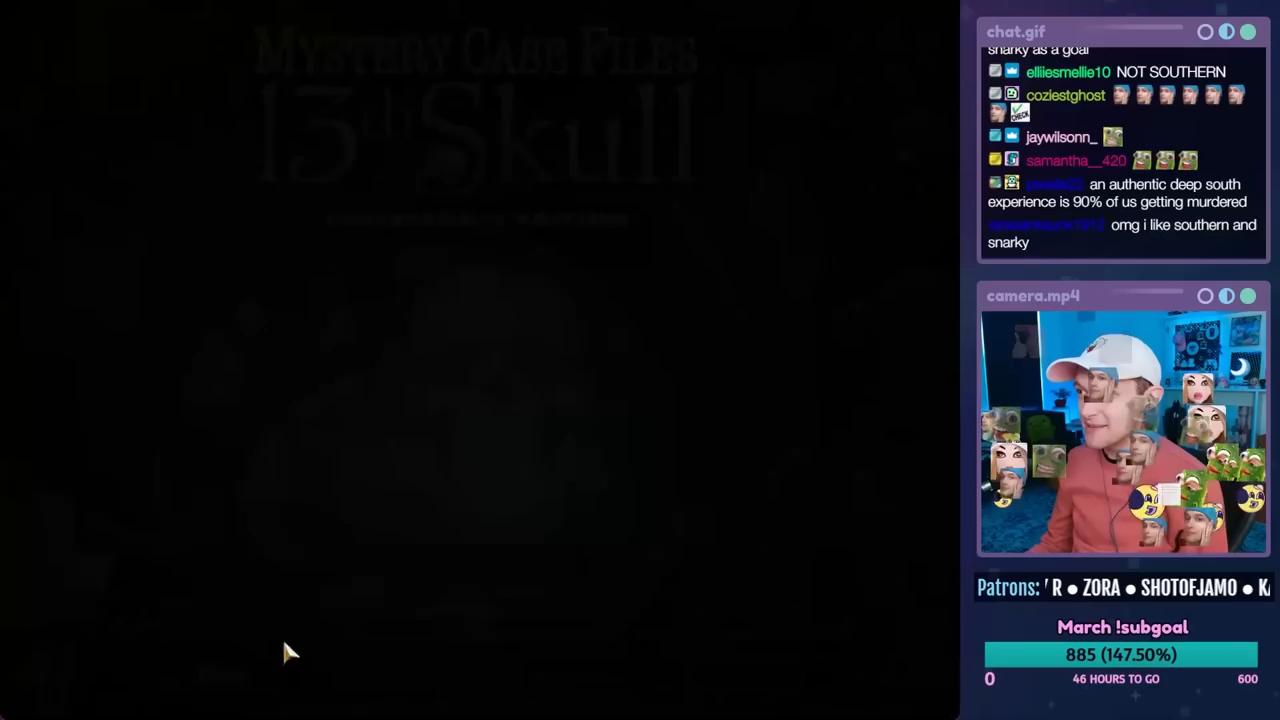 MYSTERY CASE FILES
13th Skull
chat.gif
snarky as a goal
elliesmellie10 NOT SOUTHERN
coziestghost
CHECK
jaywilsonn_
samantha__420
an authentic deep south
experience is 90% of us getting murdered
omg i like southern and
snarky
camera.mp4
Patrons: R ● ZORA ● SHOTOFJAMO ●
March !subgoal
885 (147.50%)
0 46 HOURS TO GO 600